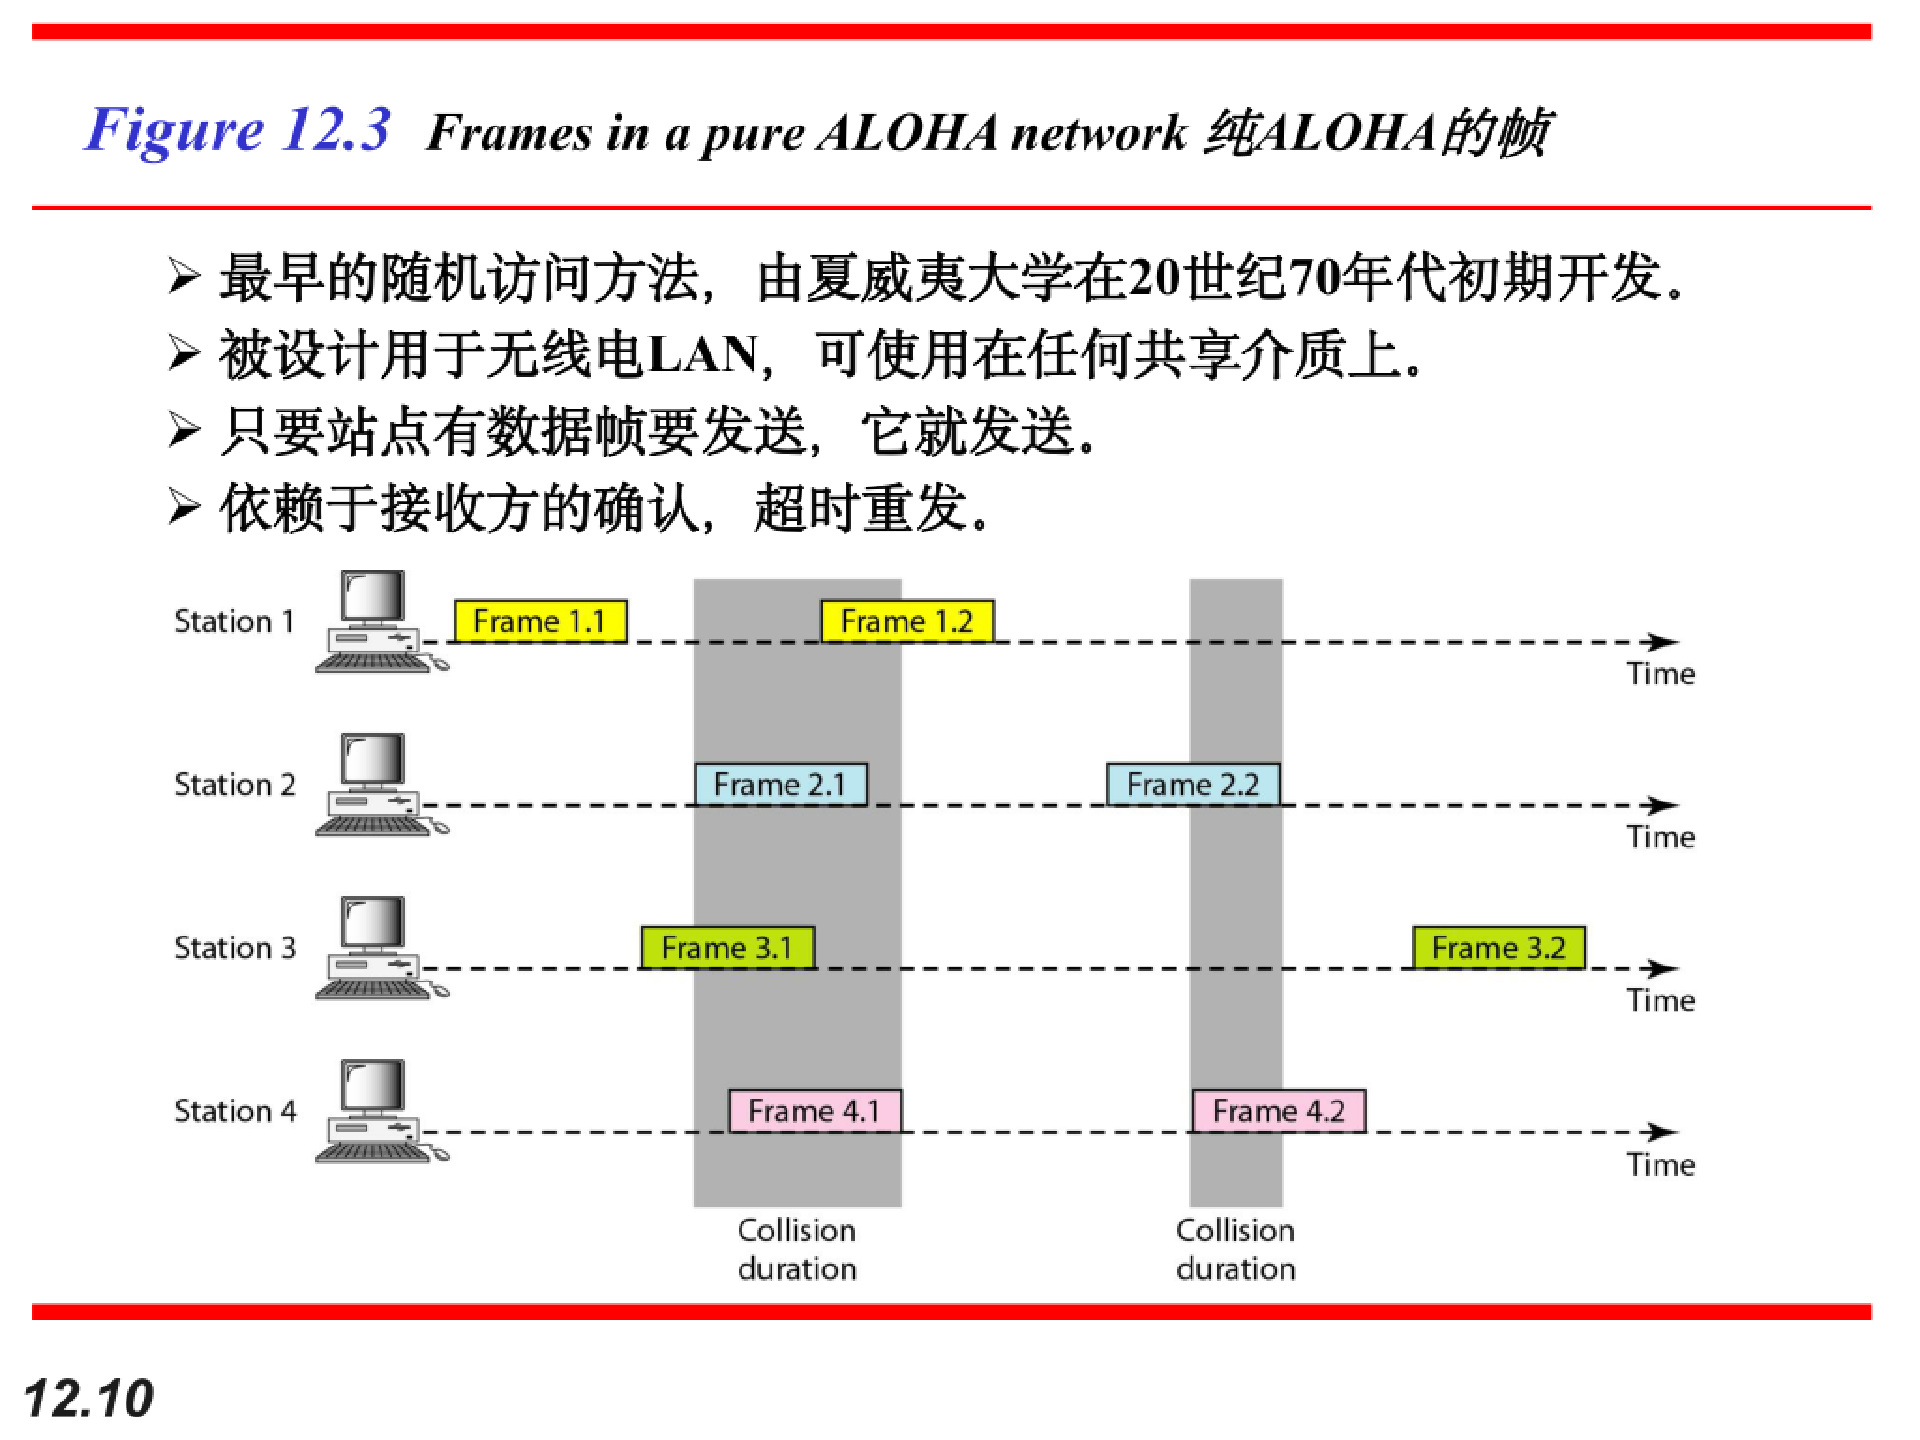 Figure 12.3 Frames in a pure ALOHA network 纯ALOHA的帧
➢ 最早的随机访问方法，由夏威夷大学在20世纪70年代初期开发。
➢ 被设计用于无线电LAN，可使用在任何共享介质上。
➢ 只要站点有数据帧要发送，它就发送。
➢ 依赖于接收方的确认，超时重发。
Station 1
Frame 1.1
Frame 1.2
Time
Station 2
Frame 2.1
Frame 2.2
Time
Station 3
Frame 3.1
Frame 3.2
Time
Station 4
Frame 4.1
Frame 4.2
Time
Collision
duration
Collision
duration
12.10